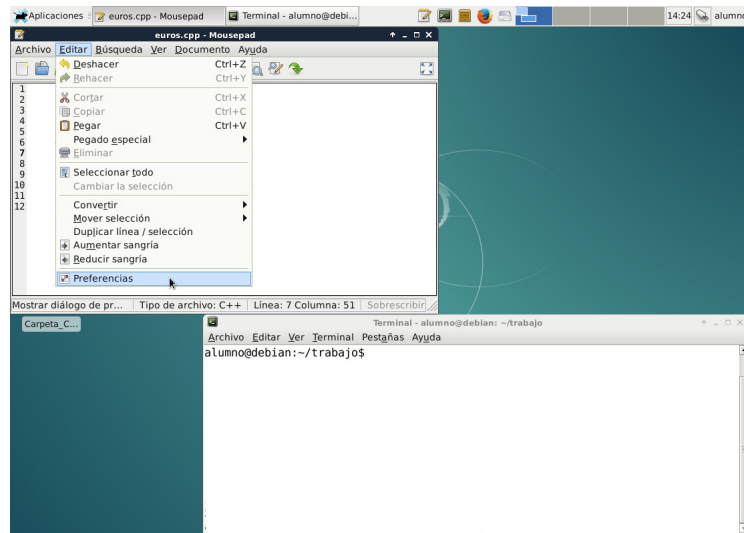 Aplicaciones
euros.cpp - Mousepad
Terminal - alumno@debi...
14:24
alumno
euros.cpp - Mousepad
Archivo Editar Búsqueda Ver Documento Ayuda
Deshacer Ctrl+Z
Rehacer Ctrl+Y
Cortar Ctrl+X
Copiar Ctrl+C
Pegar Ctrl+V
Pegado especial
Eliminar
Seleccionar todo
Cambiar la selección
Convertir
Mover selección
Duplicar línea / selección
Aumentar sangría
Reducir sangría
Preferencias
1
2
3
4
5
6
7
8
9
10
11
12
Mostrar diálogo de pr... Tipo de archivo: C++ Línea: 7 Columna: 51 Sobrescribir
Carpeta_C...
Terminal - alumno@debian: ~/trabajo
Archivo Editar Ver Terminal Pestañas Ayuda
alumno@debian:~/trabajo$